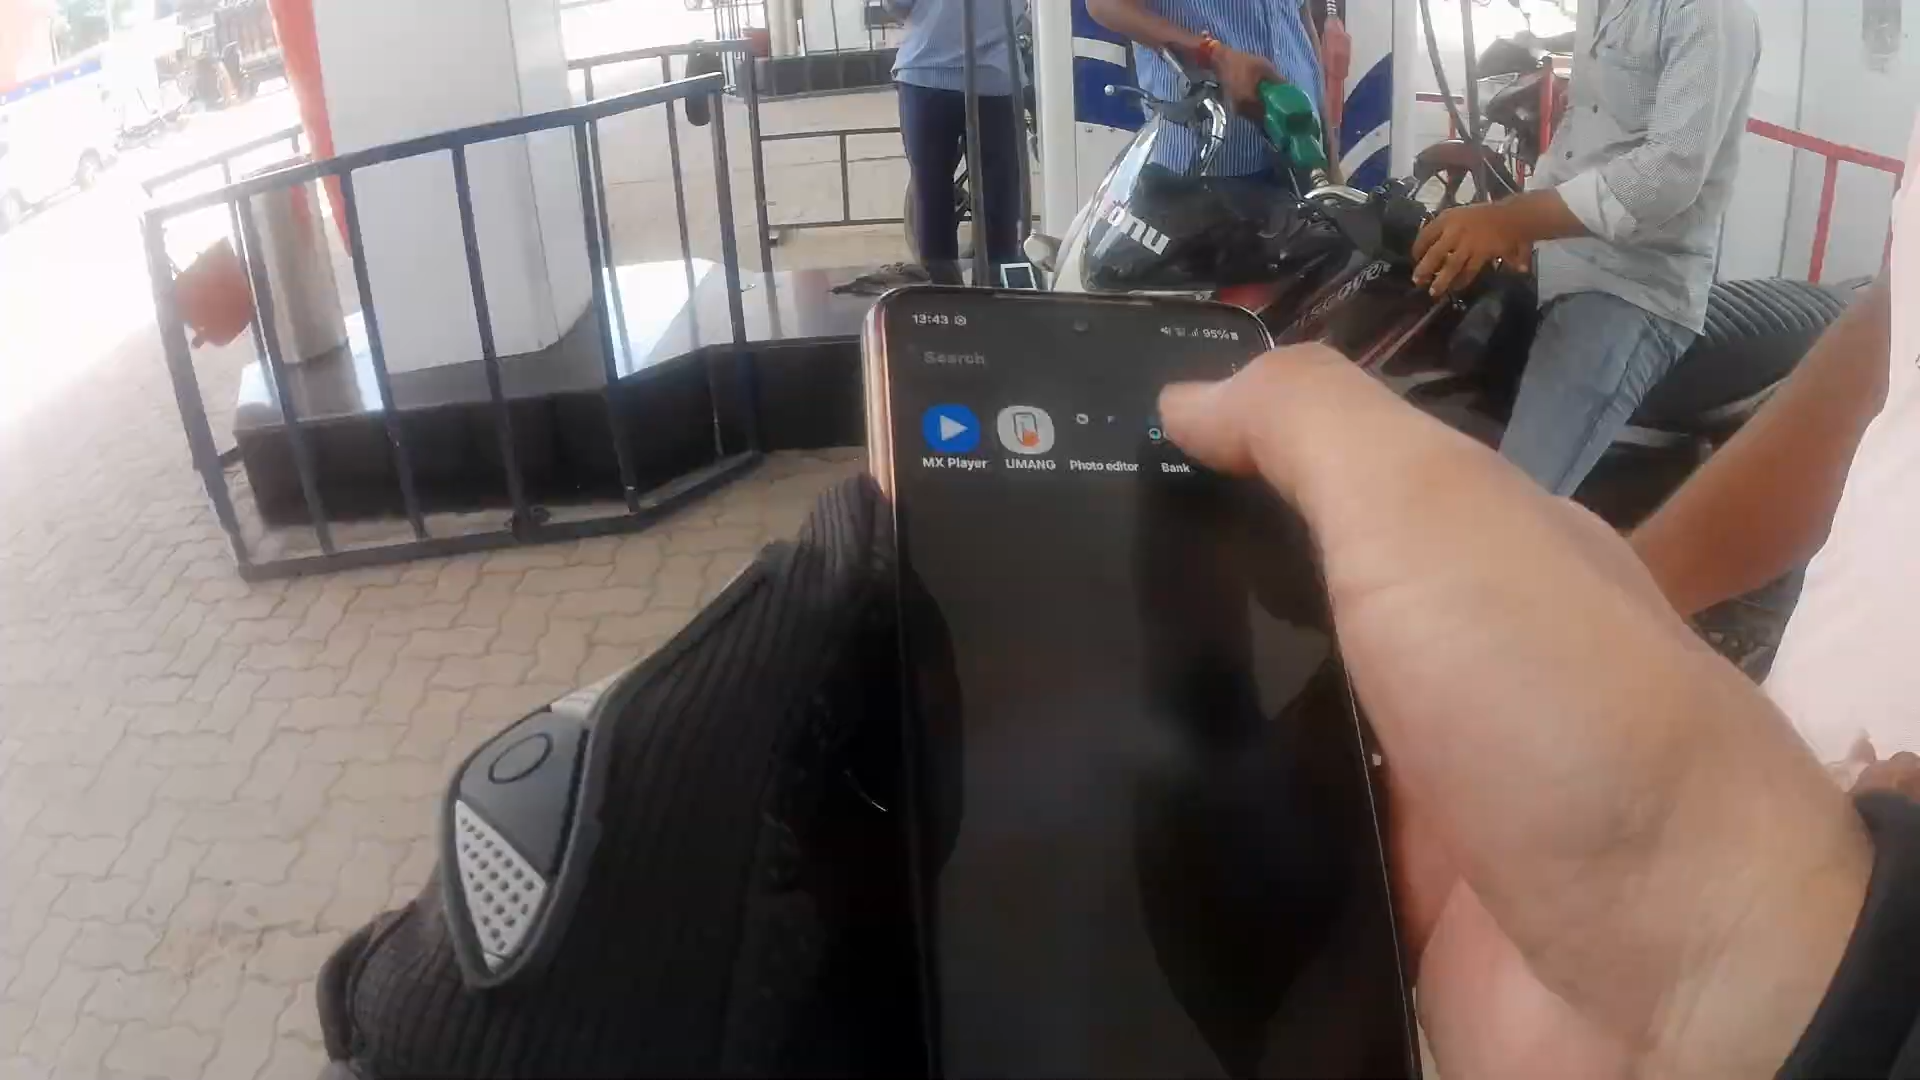 13:43
95%
Search
MX Player
UMANG
Photo editor
Bank